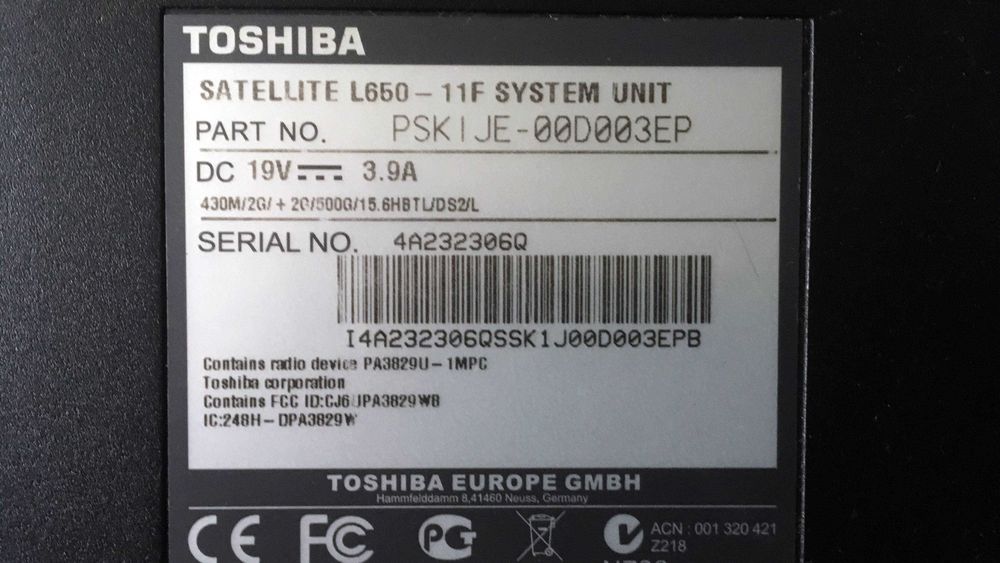 TOSHIBA
SATELLITE L650-11F SYSTEM UNIT
PART NO. PSK1JE-00D003EP
DC 19V 3.9A
430M/2G/+2G/500G/15.6HBTL/DS2/L
SERIAL NO. 4A232306Q
I4A232306QSSK1J00D003EPB
Contains radio device PA3829U-1MPC
Toshiba corporation
Contains FCC ID:CJ6UPA3829WB
IC:248H-DPA3829W
TOSHIBA EUROPE GMBH
Hammfelddamm 8,41460 Neuss, Germany
CE FC PG ACN : 001 320 421
Z218